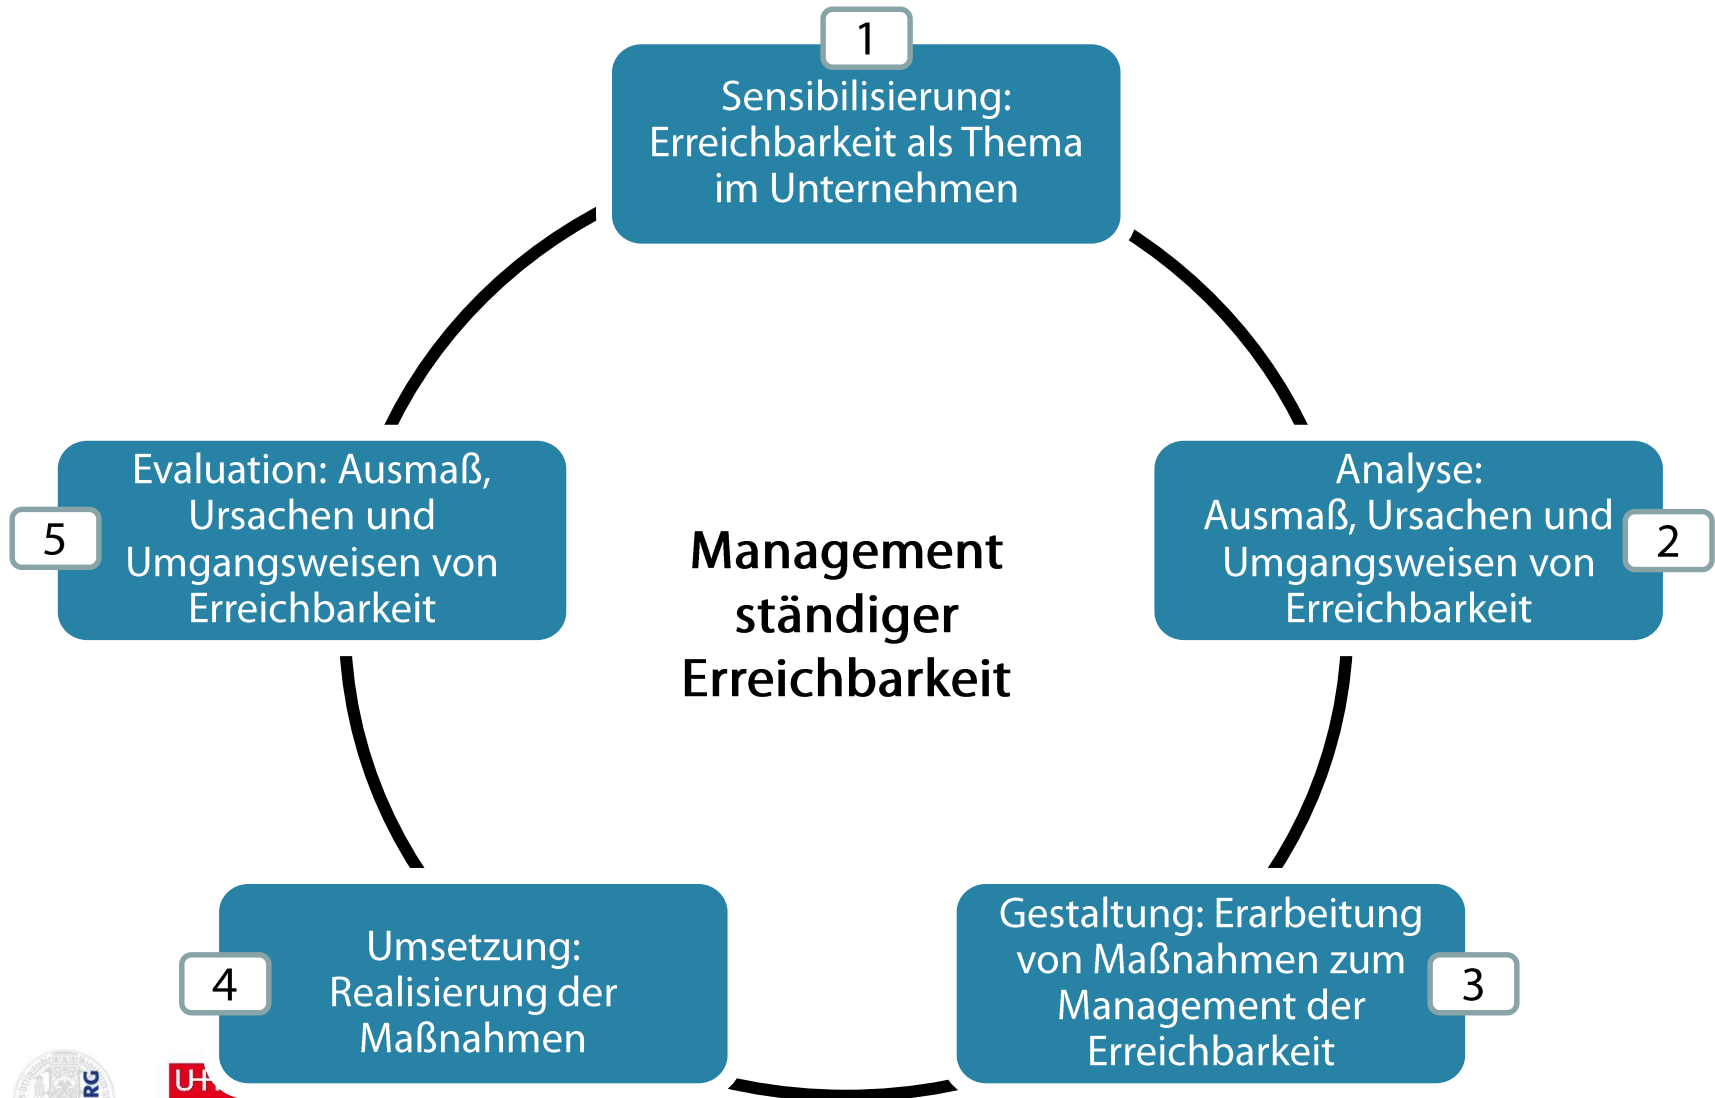 1
Sensibilisierung:
Erreichbarkeit als Thema
im Unternehmen
Analyse:
Ausmaß, Ursachen und
Umgangsweisen von
Erreichbarkeit
2
Gestaltung: Erarbeitung
von Maßnahmen zum
Management der
Erreichbarkeit
3
Umsetzung:
Realisierung der
Maßnahmen
4
Evaluation: Ausmaß,
Ursachen und
Umgangsweisen von
Erreichbarkeit
5
Management
ständiger
Erreichbarkeit